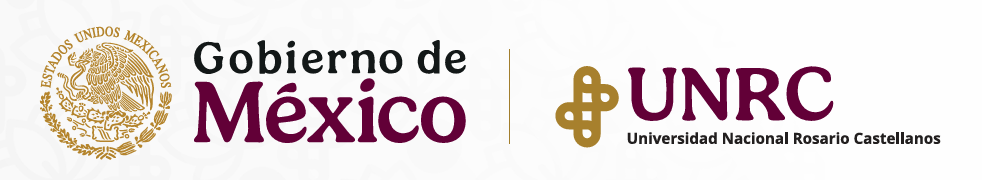 ESTADOS UNIDOS MEXICANOS
Gobierno de
México
UNRC
Universidad Nacional Rosario Castellanos